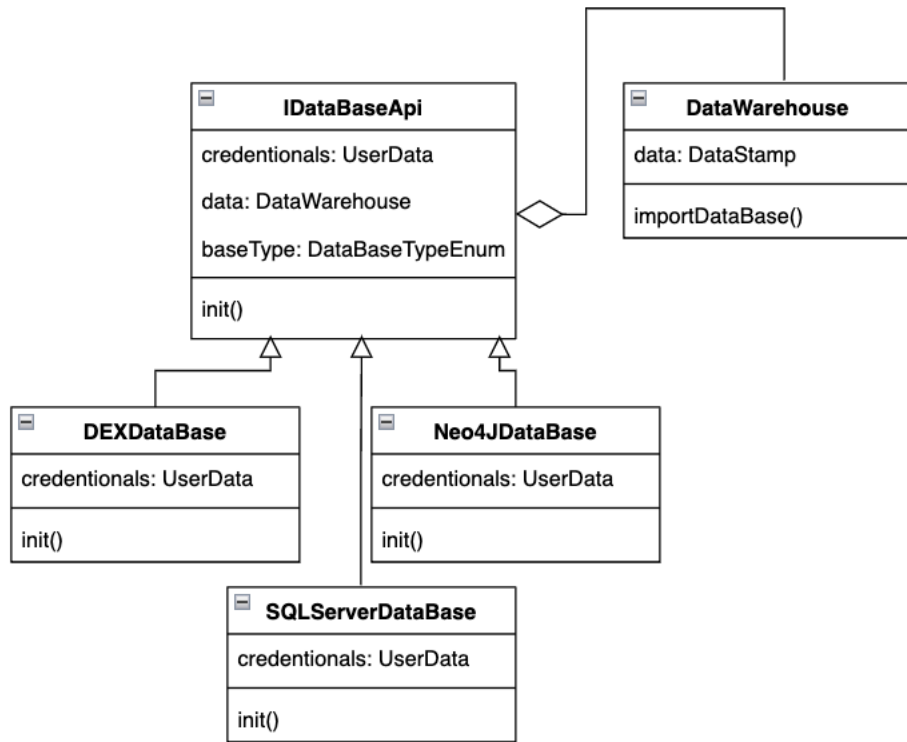 IDataBaseApi
credentionals: UserData
data: DataWarehouse
baseType: DataBaseTypeEnum
init()
DataWarehouse
data: DataStamp
importDataBase()
DEXDataBase
credentionals: UserData
init()
Neo4JDataBase
credentionals: UserData
init()
SQLServerDataBase
credentionals: UserData
init()